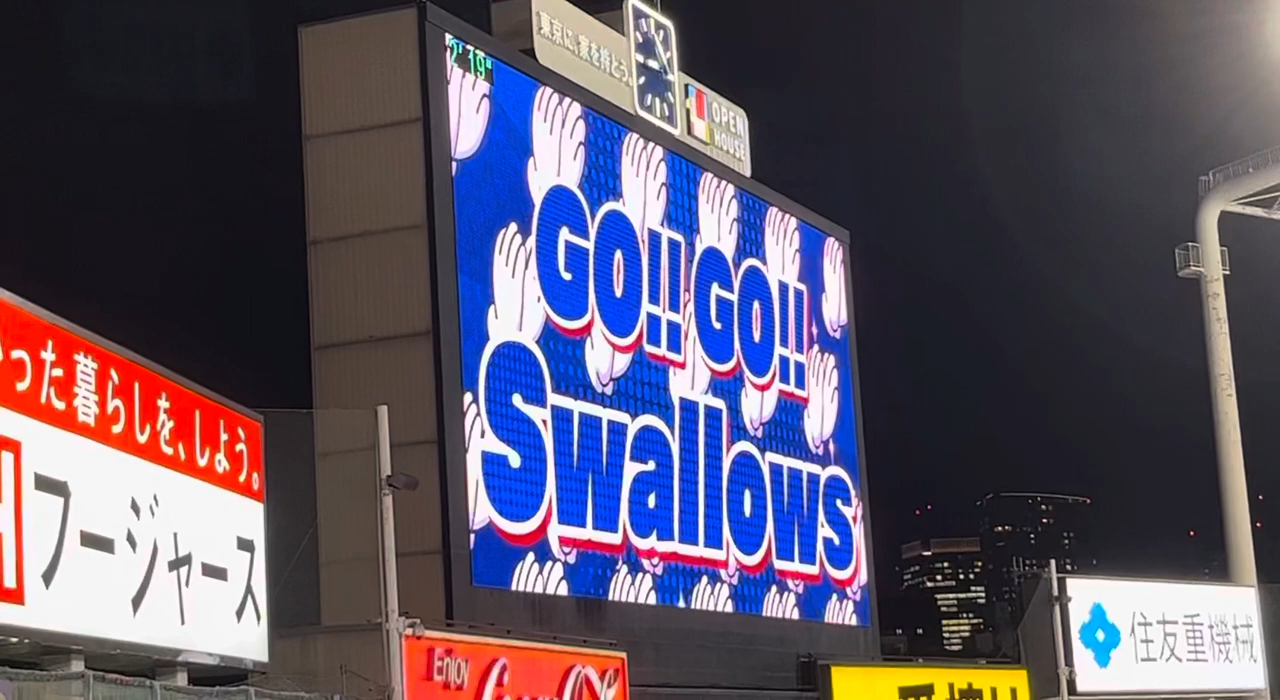 東京に、家を持とう。
OPEN
HOUSE
2'19"
GO!! GO!!
Swallows
った暮らしを、しよう。
フージャース
Enjoy
Coca-Cola
住友重機械